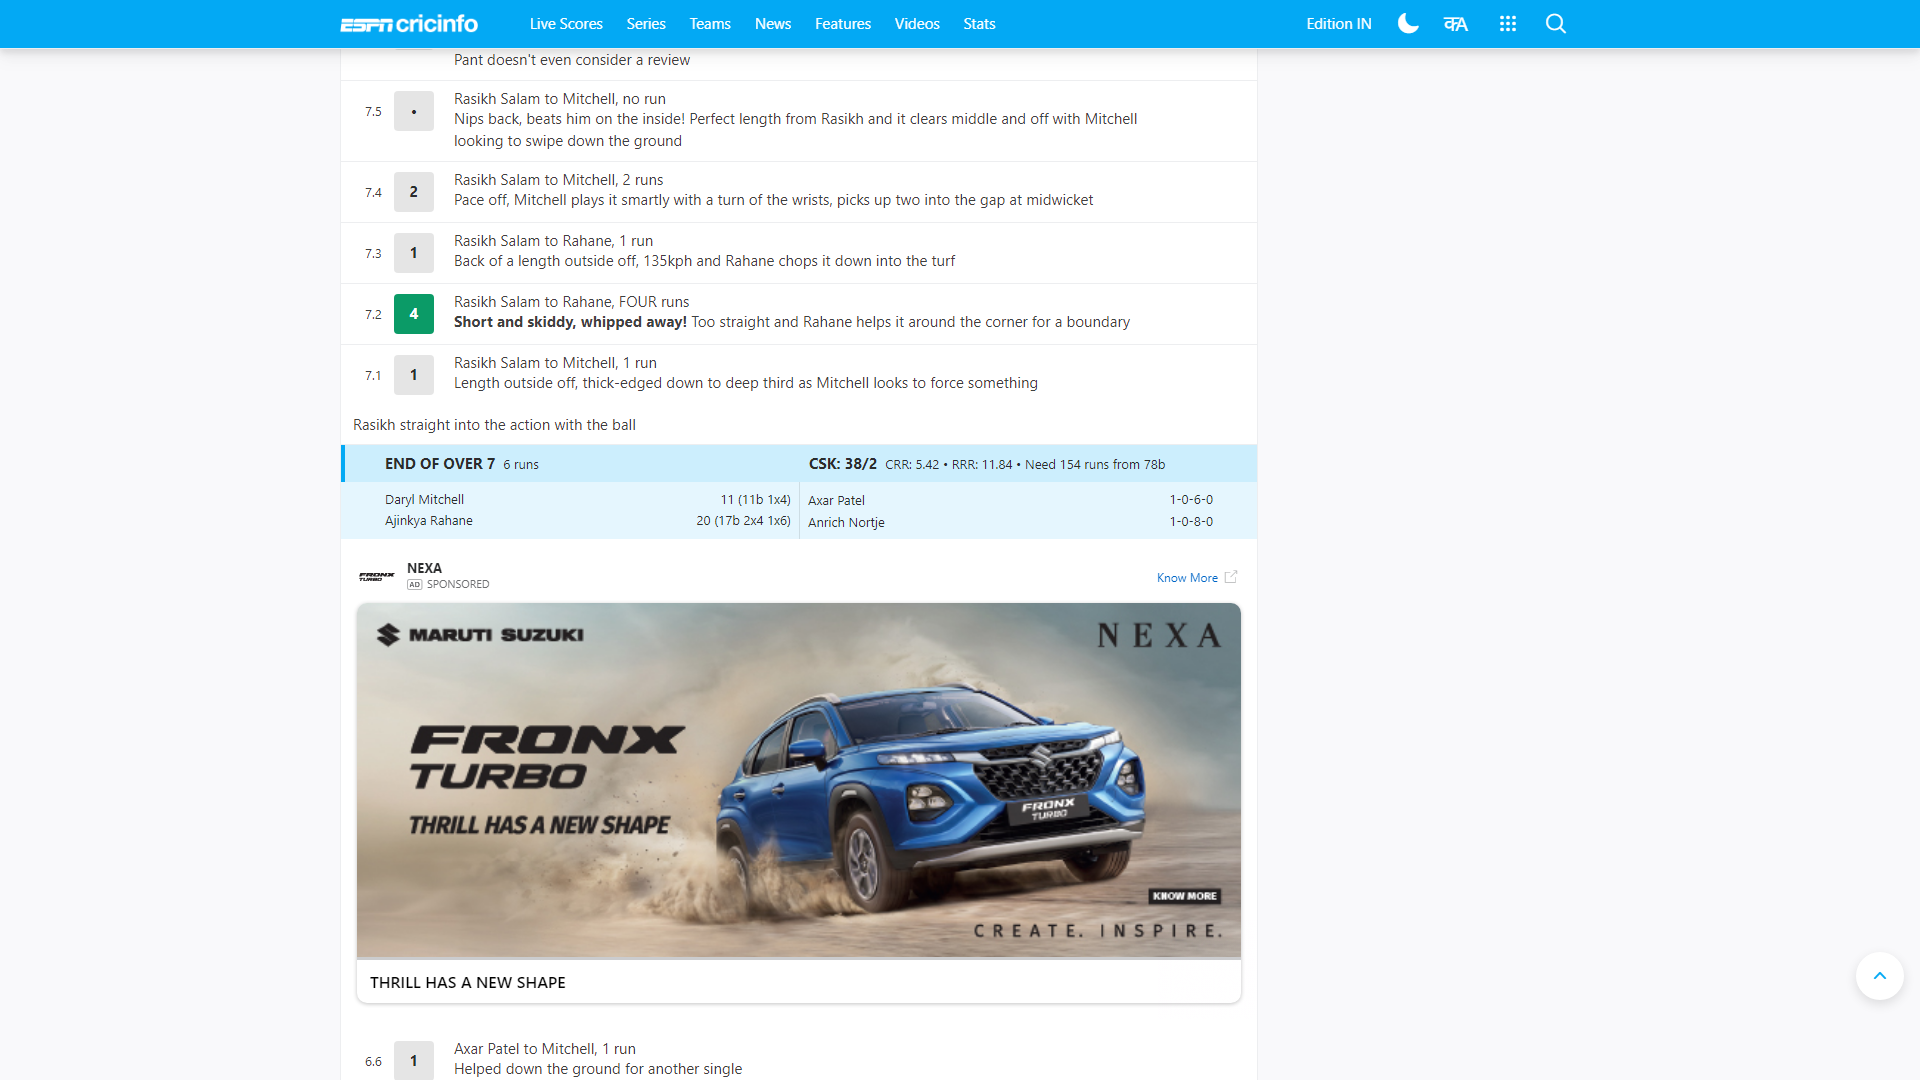 ESPN cricinfo Live Scores Series Teams News Features Videos Stats Edition IN
Pant doesn't even consider a review
7.5 • Rasikh Salam to Mitchell, no run
Nips back, beats him on the inside! Perfect length from Rasikh and it clears middle and off with Mitchell
looking to swipe down the ground
7.4 2 Rasikh Salam to Mitchell, 2 runs
Pace off, Mitchell plays it smartly with a turn of the wrists, picks up two into the gap at midwicket
7.3 1 Rasikh Salam to Rahane, 1 run
Back of a length outside off, 135kph and Rahane chops it down into the turf
7.2 4 Rasikh Salam to Rahane, FOUR runs
Short and skiddy, whipped away! Too straight and Rahane helps it around the corner for a boundary
7.1 1 Rasikh Salam to Mitchell, 1 run
Length outside off, thick-edged down to deep third as Mitchell looks to force something
Rasikh straight into the action with the ball
END OF OVER 7 6 runs CSK: 38/2 CRR: 5.42 • RRR: 11.84 • Need 154 runs from 78b
Daryl Mitchell 11 (11b 1x4) Axar Patel 1-0-6-0
Ajinkya Rahane 20 (17b 2x4 1x6) Anrich Nortje 1-0-8-0
FRONX TURBO NEXA
AD SPONSORED
Know More
MARUTI SUZUKI NEXA
FRONX
TURBO
THRILL HAS A NEW SHAPE
FRONX
TURBO
KNOW MORE
CREATE. INSPIRE.
THRILL HAS A NEW SHAPE
6.6 1 Axar Patel to Mitchell, 1 run
Helped down the ground for another single